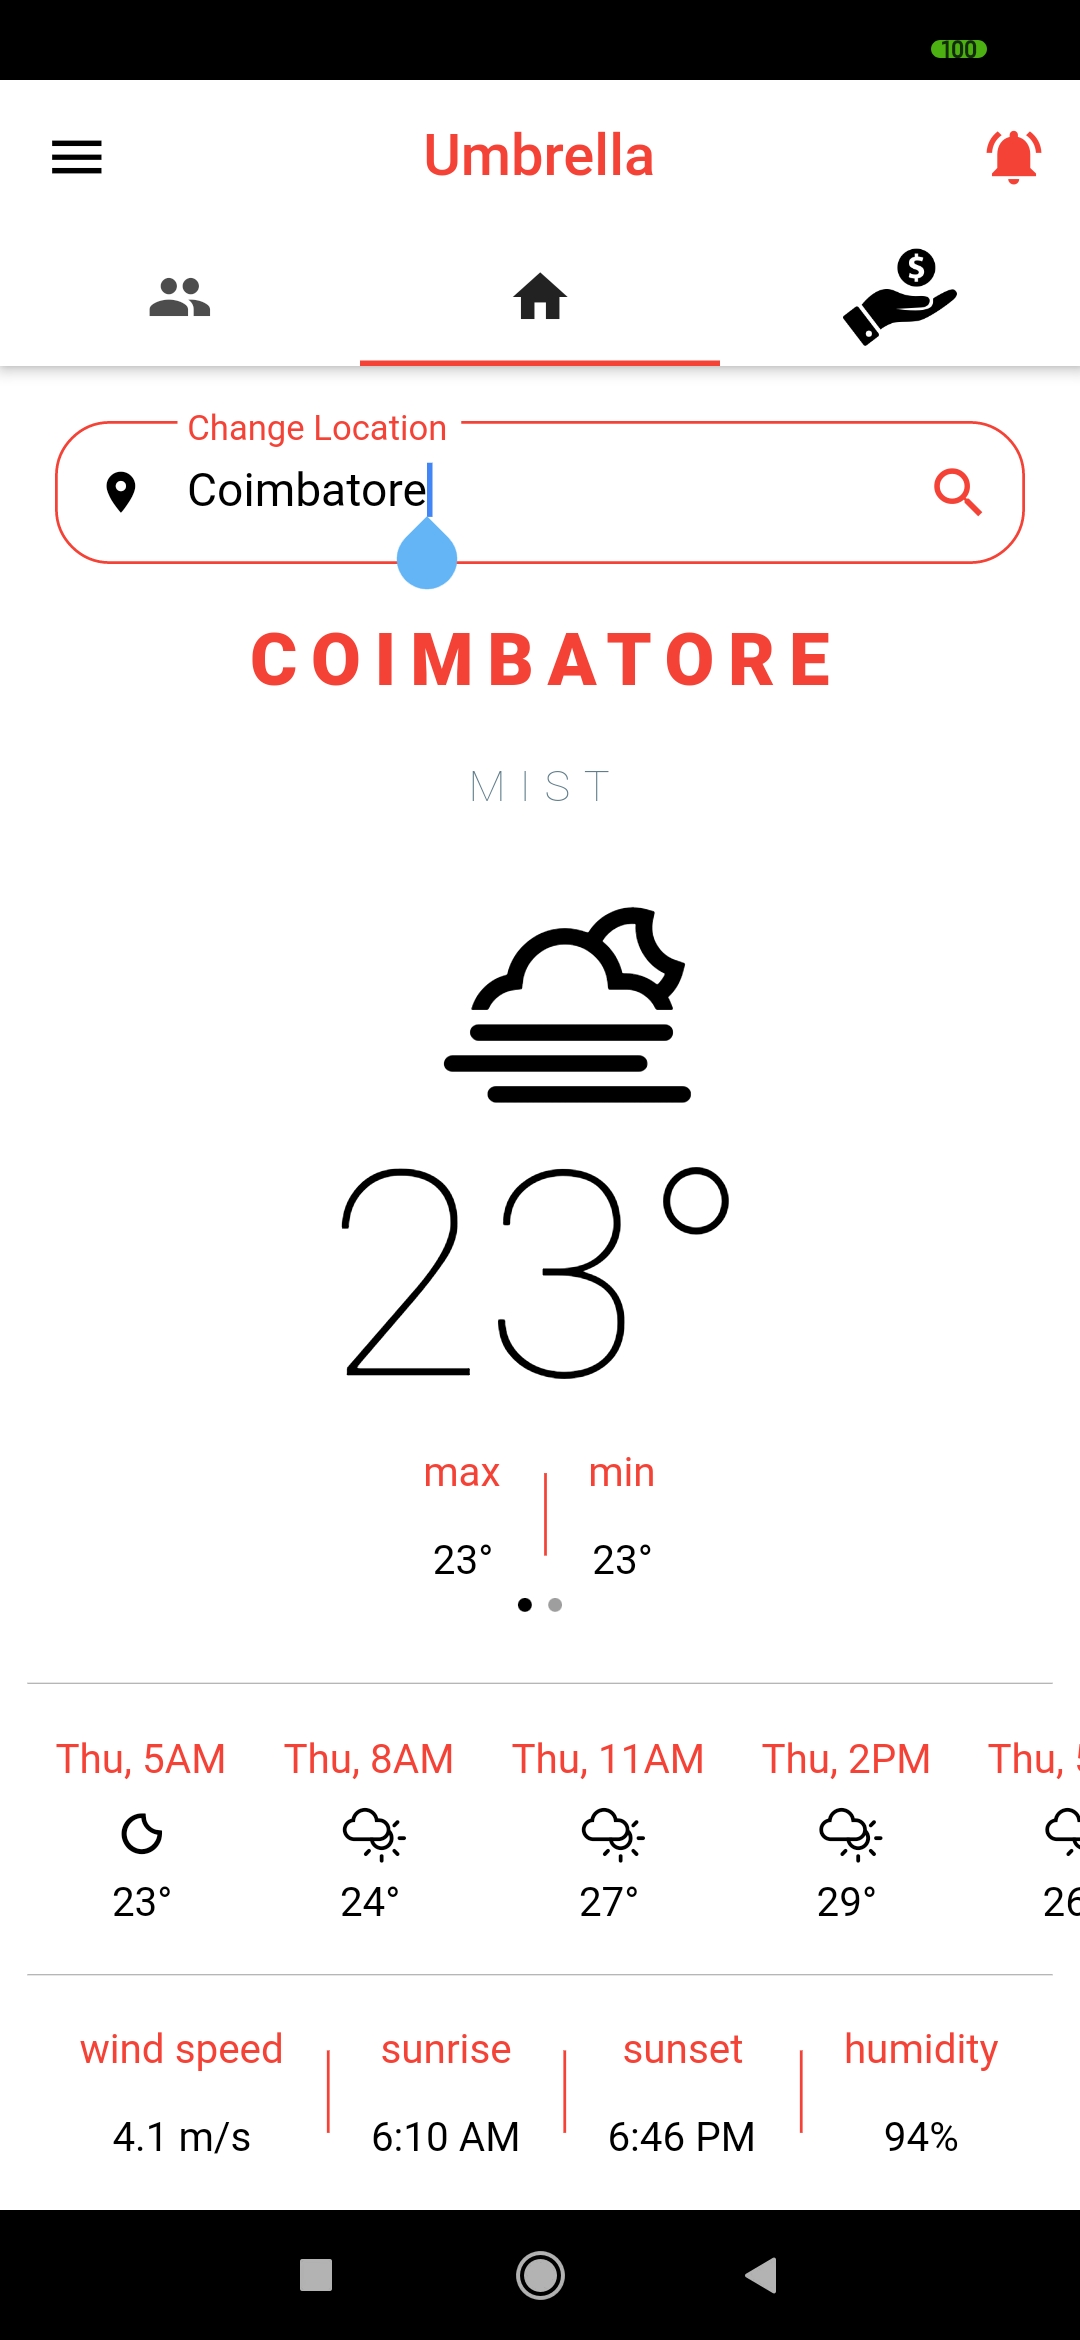 100
Umbrella
Change Location
Coimbatore
COIMBATORE
MIST
23°
max min
23° 23°
Thu, 5AM Thu, 8AM Thu, 11AM Thu, 2PM Thu,
23° 24° 27° 29° 26
wind speed sunrise sunset humidity
4.1 m/s 6:10 AM 6:46 PM 94%